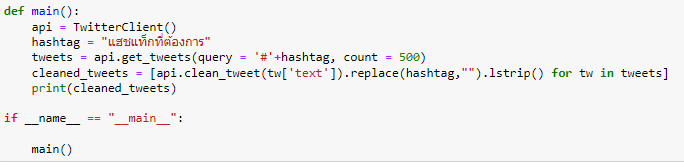 def main():
    api = TwitterClient()
    hashtag = "แฮชแท็กที่ต้องการ"
    tweets = api.get_tweets(query = '#'+hashtag, count = 500)
    cleaned_tweets = [api.clean_tweet(tw['text']).replace(hashtag,"").lstrip() for tw in tweets]
    print(cleaned_tweets)
if __name__ == "__main__":
    main()